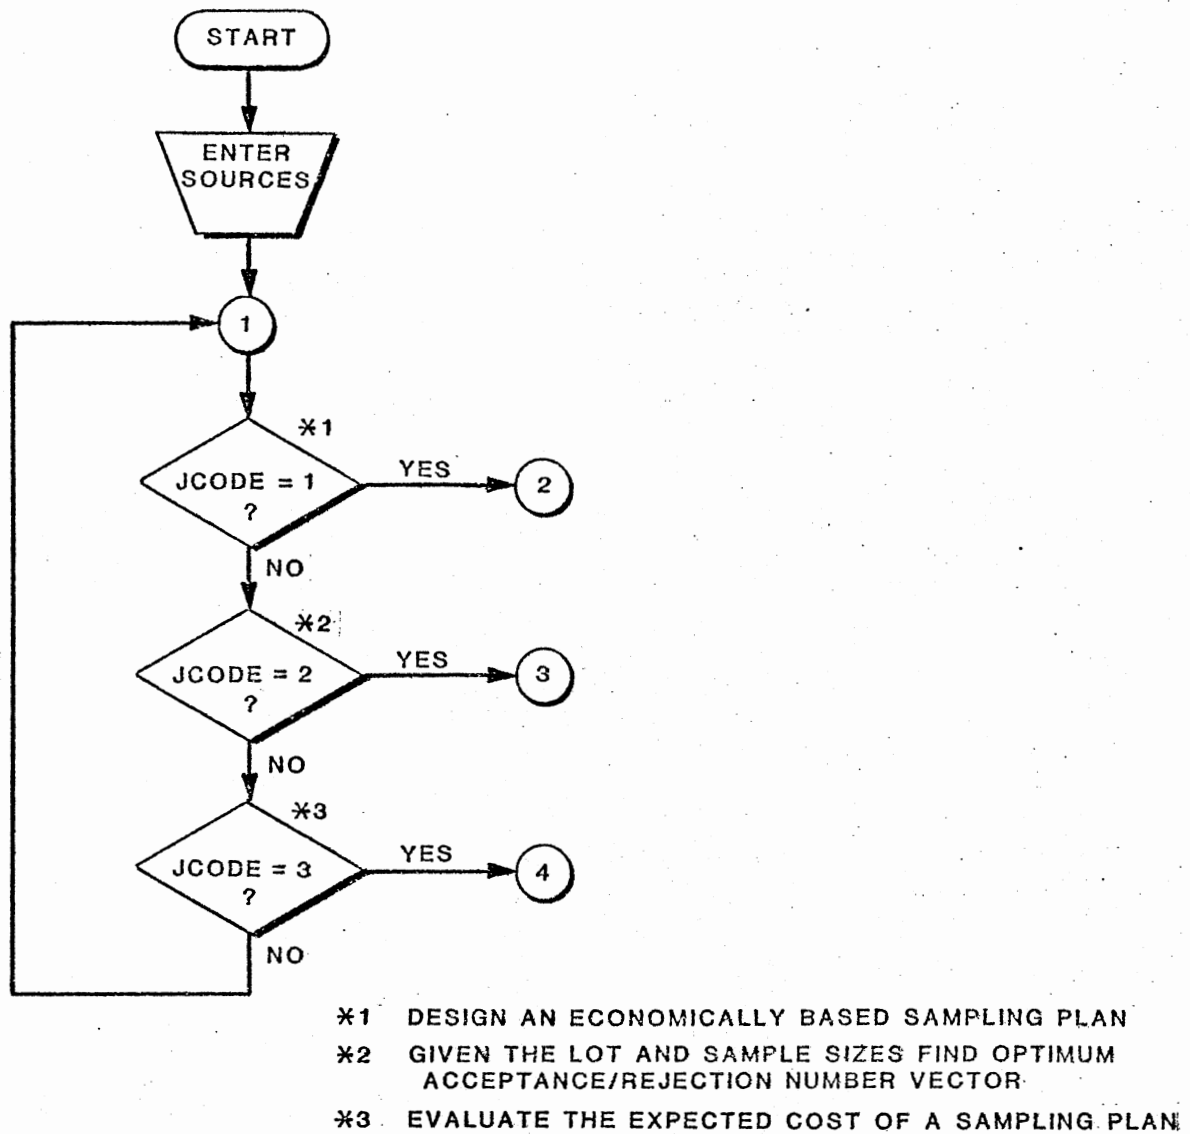 START
ENTER
SOURCES
1
*1
JCODE = 1
?
YES
2
NO
*2
JCODE = 2
?
YES
3
NO
*3
JCODE = 3
?
YES
4
NO
*1 DESIGN AN ECONOMICALLY BASED SAMPLING PLAN
*2 GIVEN THE LOT AND SAMPLE SIZES FIND OPTIMUM
ACCEPTANCE/REJECTION NUMBER VECTOR
*3 EVALUATE THE EXPECTED COST OF A SAMPLING PLAN